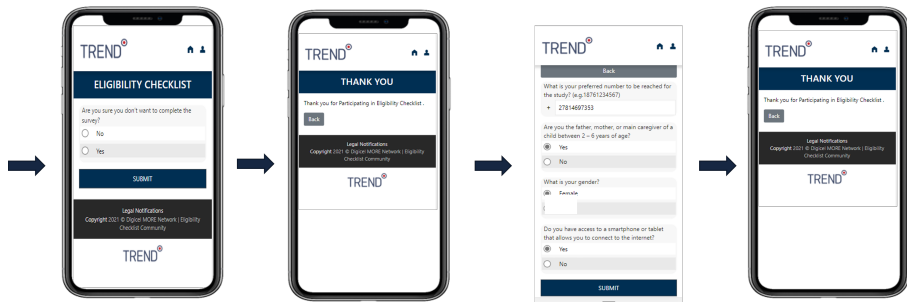 TREND
ELIGIBILITY CHECKLIST
Are you sure you don't want to complete the
survey?
No
Yes
SUBMIT
Legal Notifications
Copyright 2021 © Digicel MORE Network | Eligibility
Checklist Community
TREND
TREND
THANK YOU
Thank you for Participating in Eligibility Checklist .
Back
Legal Notifications
Copyright 2021 © Digicel MORE Network | Eligibility
Checklist Community
TREND
TREND
Back
What is your preferred number to be reached for
the study? (e.g.18761234567)
+ 27814697353
Are you the father, mother, or main caregiver of a
child between 2 – 6 years of age?
Yes
No
What is your gender?
Female
Do you have access to a smartphone or tablet
that allows you to connect to the internet?
Yes
No
SUBMIT
TREND
THANK YOU
Thank you for Participating in Eligibility Checklist .
Back
Legal Notifications
Copyright 2021 © Digicel MORE Network | Eligibility
Checklist Community
TREND